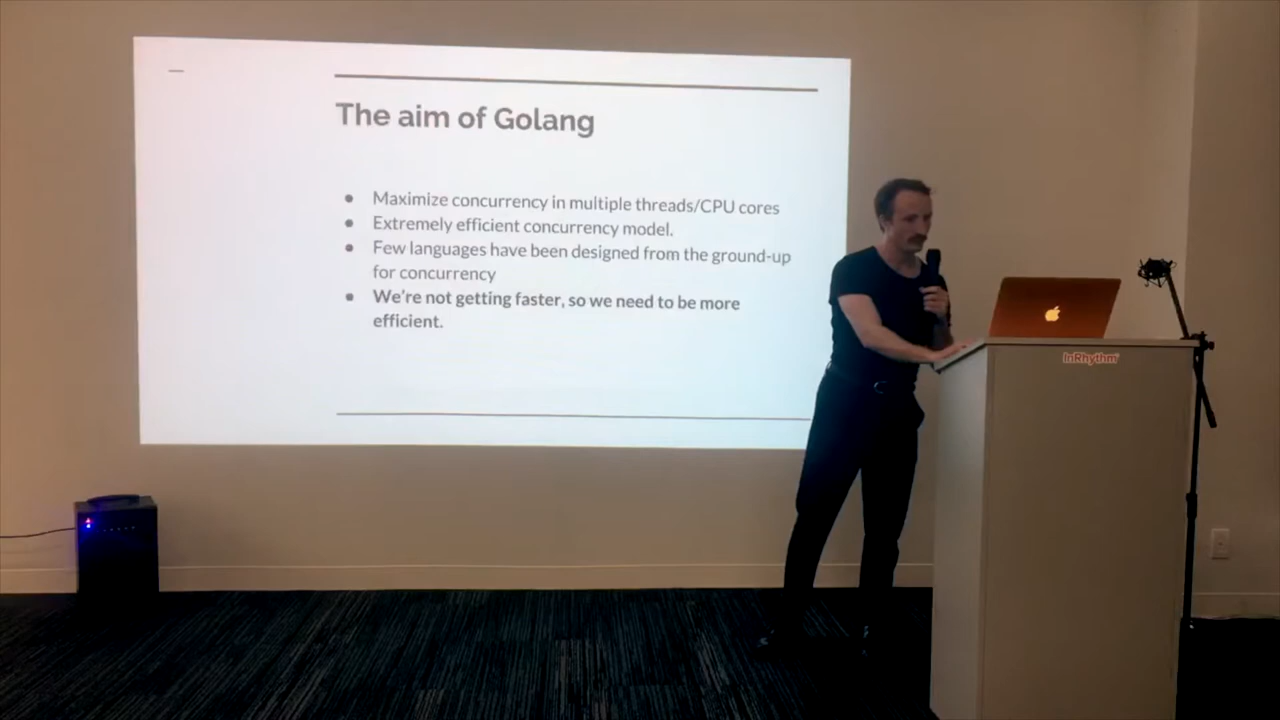 The aim of Golang
● Maximize concurrency in multiple threads/CPU cores
● Extremely efficient concurrency model.
● Few languages have been designed from the ground-up
for concurrency
● We're not getting faster, so we need to be more
efficient.
InRhythm